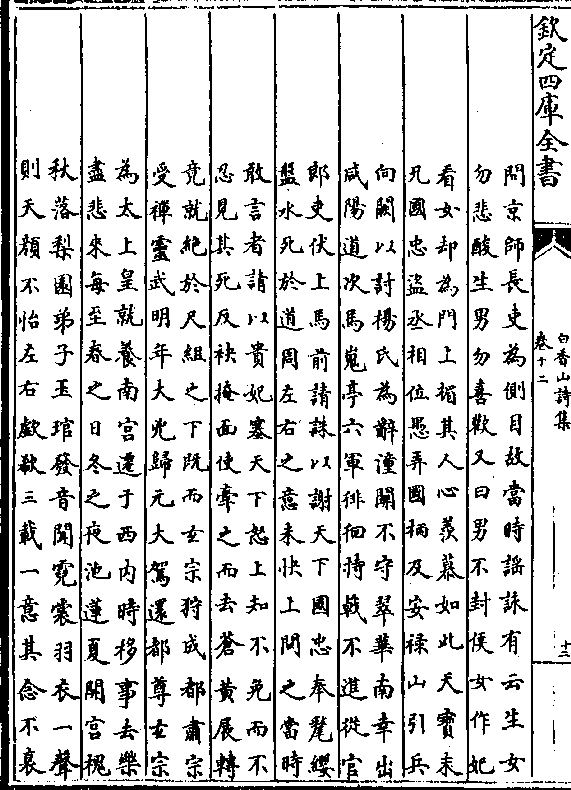 欽定四庫全書
白香山詩集
卷十二
十三
問京師長吏為側目故當時謡詠有云生女
勿悲酸生男勿喜歡又曰男不封侯女作妃
看女却為門上楣其人心羨慕如此天寶末
兄國忠盜丞相位愚弄國柄及安禄山引兵
向闕以討楊氏為辭潼關不守翠華南幸出
咸陽道次馬嵬亭六軍徘徊持戟不進從官
郎吏伏上馬前請誅以謝天下國忠奉氂纓
盤水死於道周左右之意未快上問之當時
敢言者請以貴妃塞天下怒上知不免而不
忍見其死反袂掩面使牽之而去蒼黃展轉
竟就絶於尺組之下既而玄宗狩成都肅宗
受禪靈武明年大兇歸元大駕還都尊玄宗
為太上皇就養南宫遷于西内時移事去樂
盡悲來每至春之日冬之夜池蓮夏開宫槐
秋落梨園弟子玉琯發音聞霓裳羽衣一聲
則天顔不怡左右歔欷三載一意其念不衰